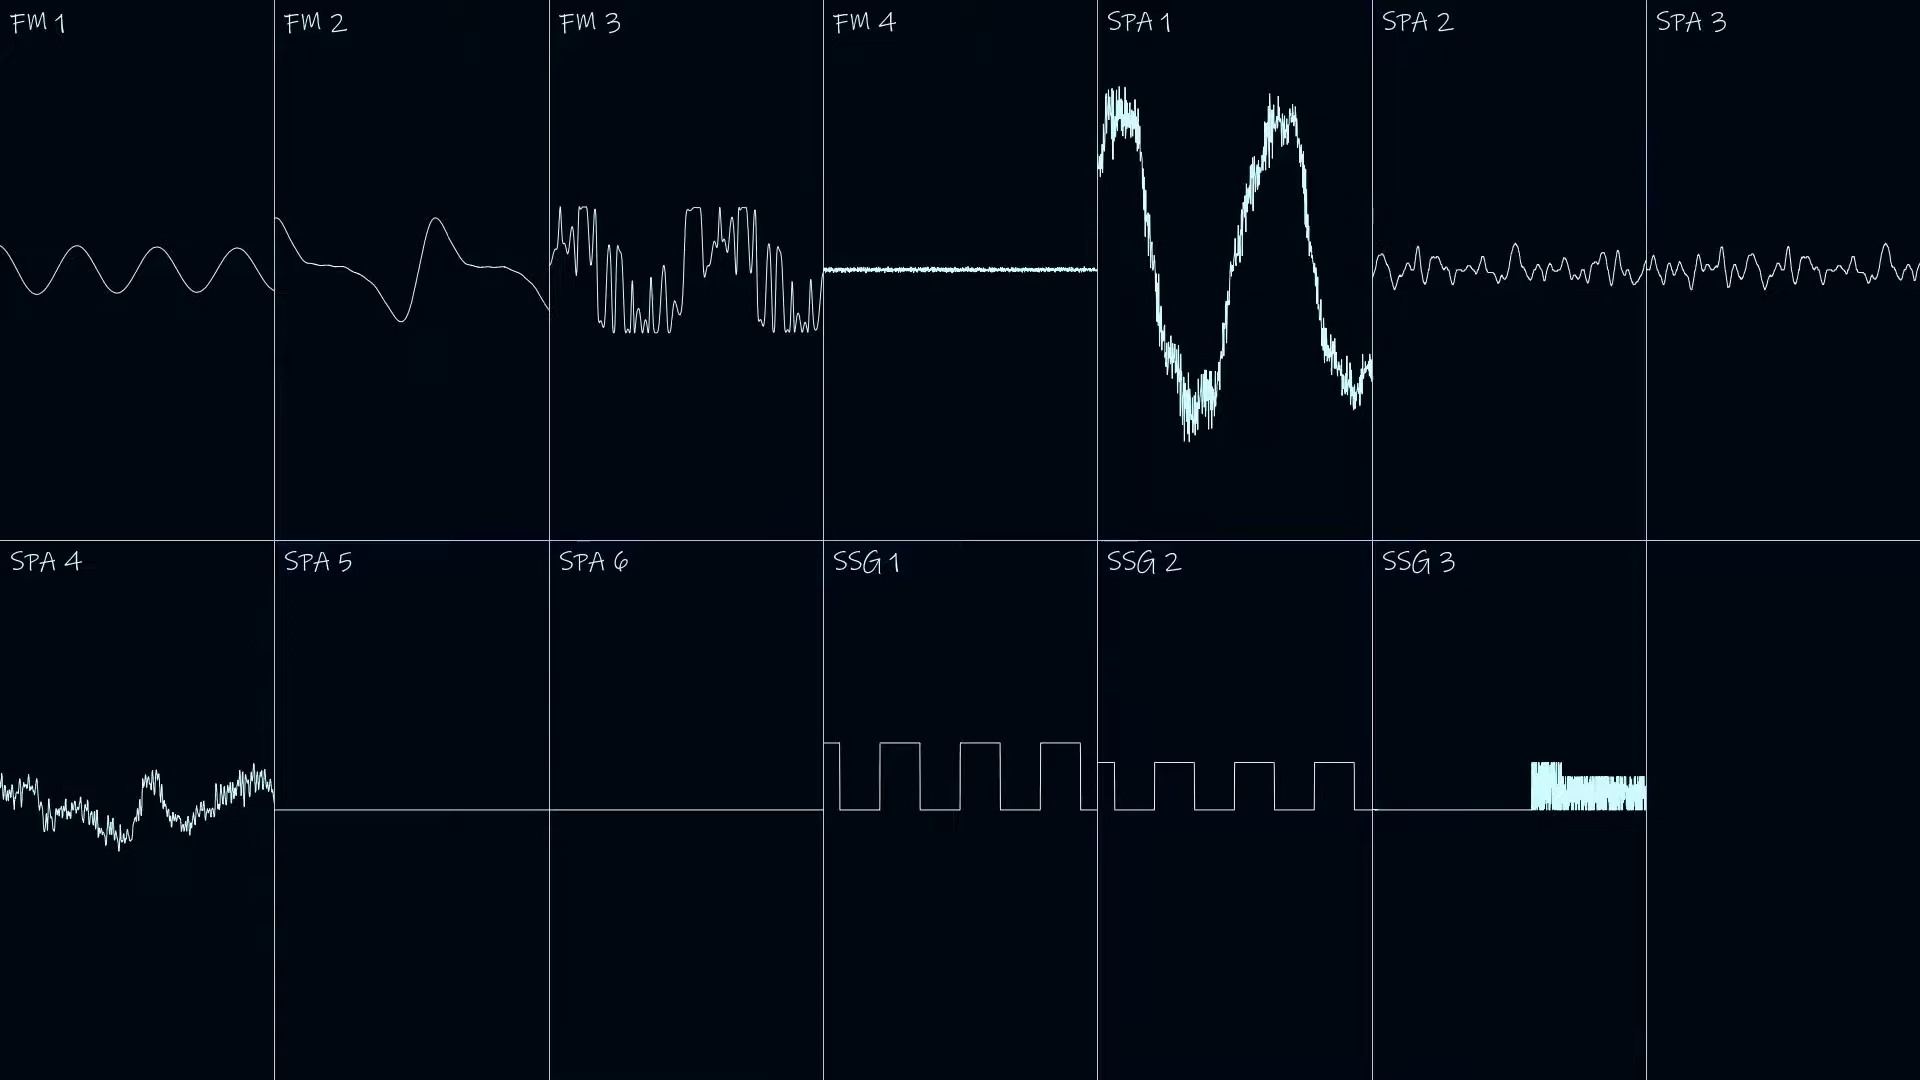 FM 1
FM 2
FM 3
FM 4
SPA 1
SPA 2
SPA 3
SPA 4
SPA 5
SPA 6
SSG 1
SSG 2
SSG 3